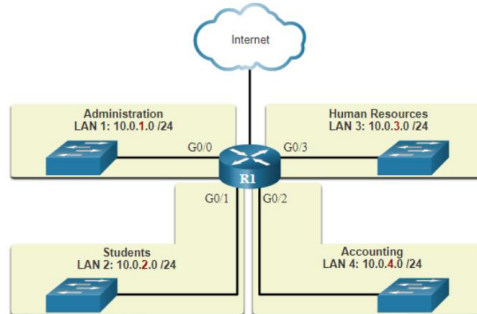 Internet
Administration
LAN 1: 10.0.1.0 /24
Human Resources
LAN 3: 10.0.3.0 /24
G0/0
G0/3
R1
G0/1
G0/2
Students
LAN 2: 10.0.2.0 /24
Accounting
LAN 4: 10.0.4.0 /24